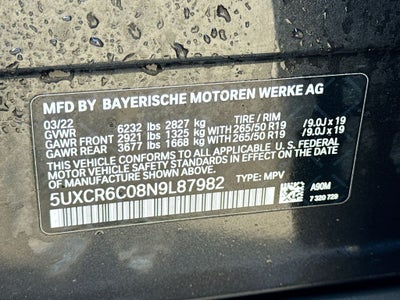 MFD BY BAYERISCHE MOTOREN WERKE AG
03/22 TIRE / RIM
GVWR 6232 lbs 2827 kg
GAWR FRONT 2921 lbs 1325 kg WITH 265/50 R19 /9.0J x 19
GAWR REAR 3677 lbs 1668 kg WITH 265/50 R19 /9.0J x 19
THIS VEHICLE CONFORMS TO ALL APPLICABLE U. S. FEDERAL
MOTOR VEHICLE SAFETY
IN EFFECT ON THE DATE OF MANUFACTURE SHOWN ABOVE.
5UXCR6C08N9L87982 TYPE: MPV
A90M
7 320 729